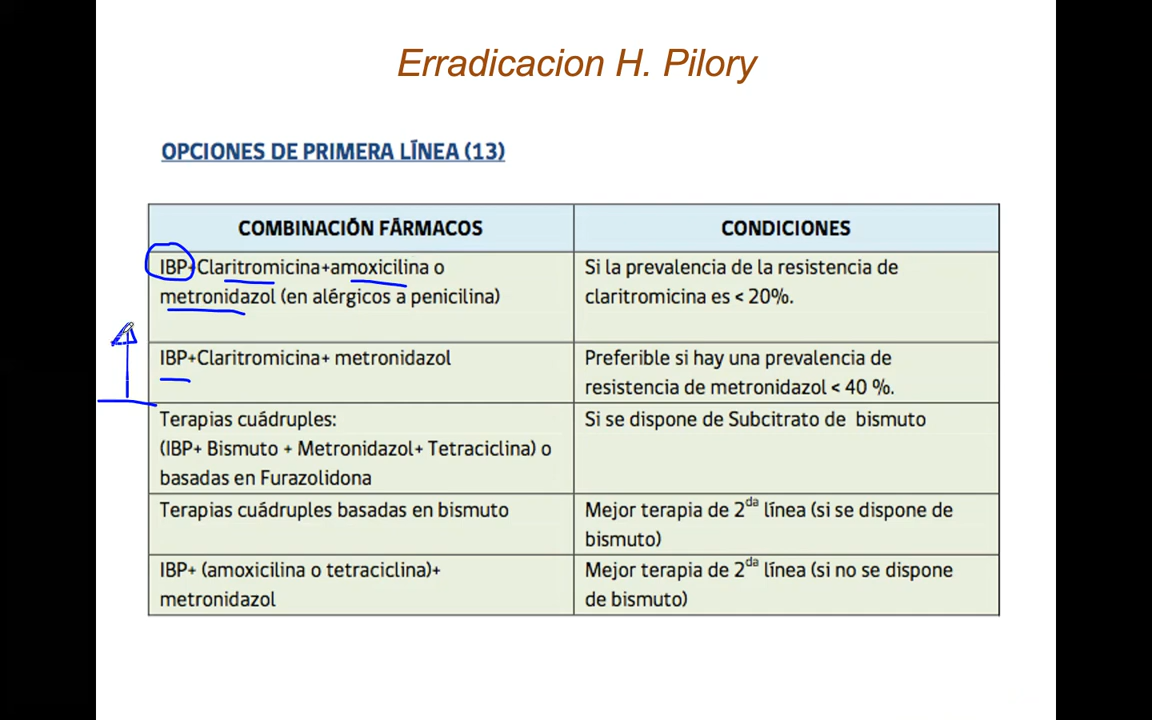 Erradicacion H. Pilory
OPCIONES DE PRIMERA LÍNEA (13)
COMBINACIÓN FÁRMACOS
CONDICIONES
IBP+Claritromicina+amoxicilina o
metronidazol (en alérgicos a penicilina)
Si la prevalencia de la resistencia de
claritromicina es < 20%.
IBP+Claritromicina+ metronidazol
Preferible si hay una prevalencia de
resistencia de metronidazol < 40 %.
Terapias cuádruples:
(IBP+ Bismuto + Metronidazol+ Tetraciclina) o
basadas en Furazolidona
Si se dispone de Subcitrato de bismuto
Terapias cuádruples basadas en bismuto
Mejor terapia de 2da línea (si se dispone de
bismuto)
IBP+ (amoxicilina o tetraciclina)+
metronidazol
Mejor terapia de 2da línea (si no se dispone
de bismuto)